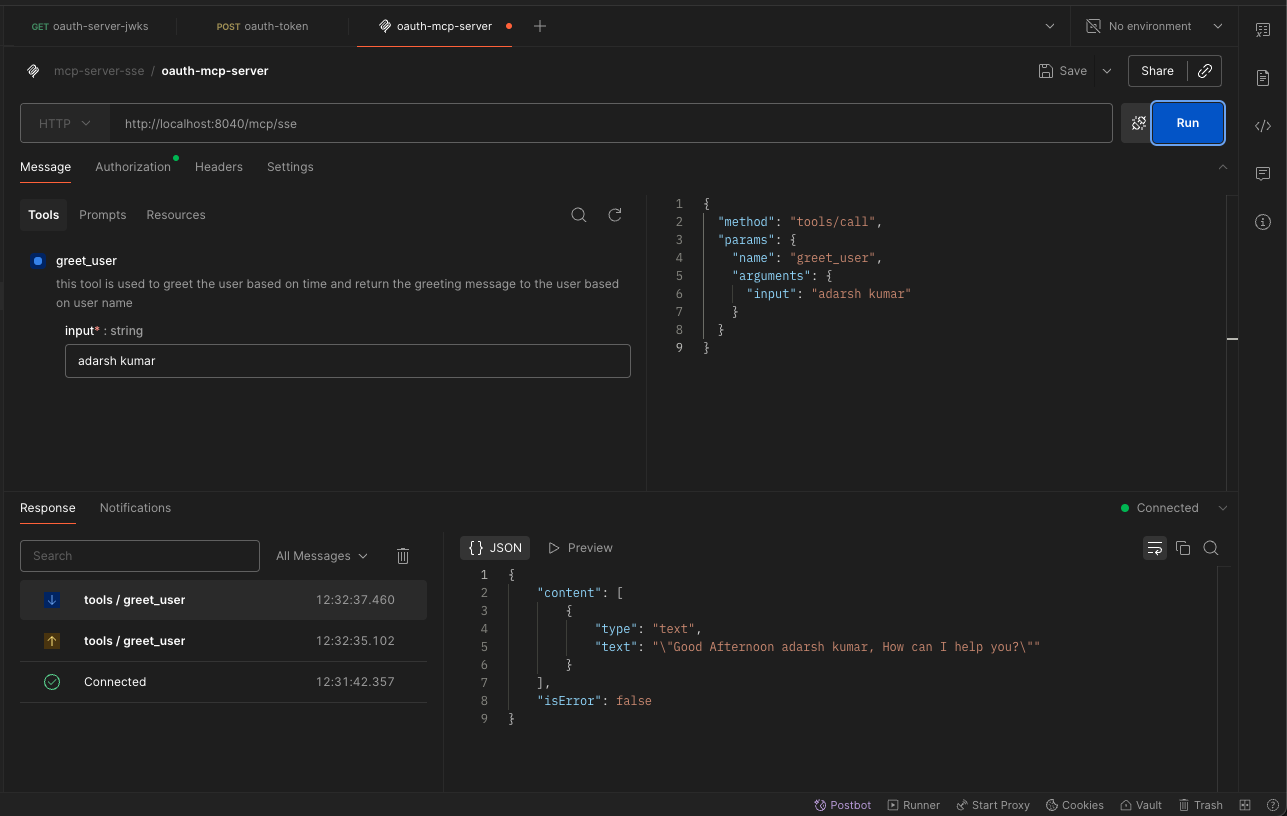 GET oauth-server-jwks
POST oauth-token
oauth-mcp-server
No environment
mcp-server-sse / oauth-mcp-server
Save
Share
HTTP
http://localhost:8040/mcp/sse
Run
Message
Authorization
Headers
Settings
Tools
Prompts
Resources
greet_user
this tool is used to greet the user based on time and return the greeting message to the user based
on user name
input* : string
adarsh kumar
1 {
2 "method": "tools/call",
3 "params": {
4 "name": "greet_user",
5 "arguments": {
6 "input": "adarsh kumar"
7 }
8 }
9 }
Response
Notifications
Connected
Search
All Messages
tools / greet_user 12:32:37.460
tools / greet_user 12:32:35.102
Connected 12:31:42.357
{} JSON
Preview
1 {
2 "content": [
3 {
4 "type": "text",
5 "text": "\"Good Afternoon adarsh kumar, How can I help you?\""
6 }
7 ],
8 "isError": false
9 }
Postbot
Runner
Start Proxy
Cookies
Vault
Trash